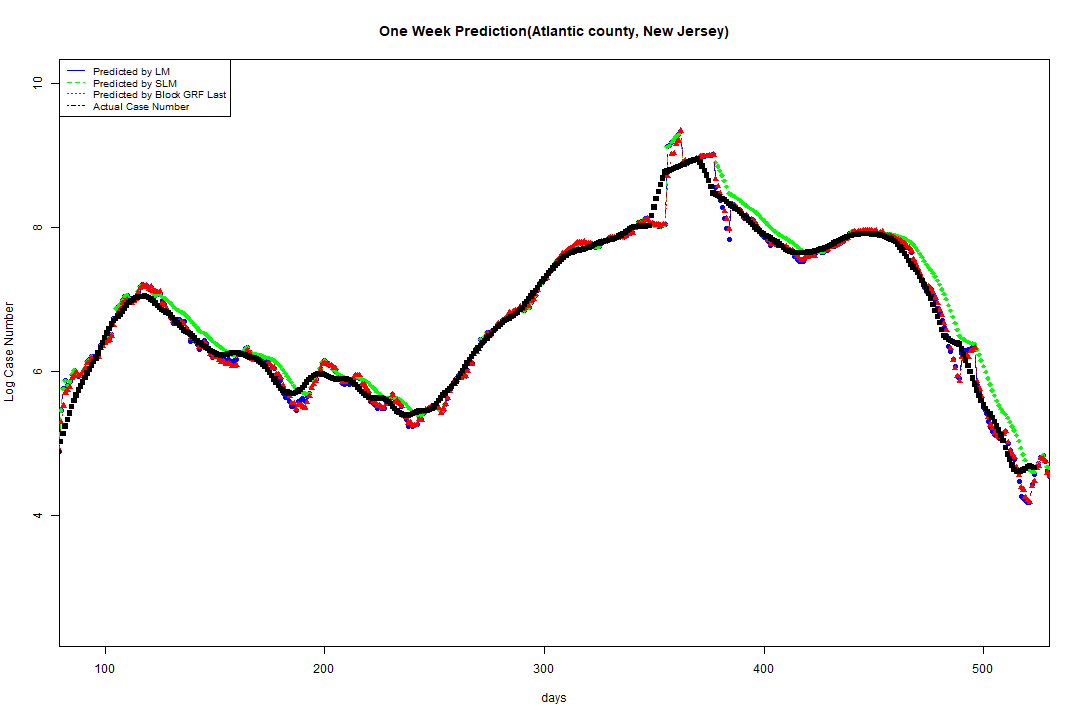 One Week Prediction(Atlantic county, New Jersey)
Predicted by LM
Predicted by SLM
Predicted by Block GRF Last
Actual Case Number
Log Case Number
10
8
6
4
100 200 300 400 500
days